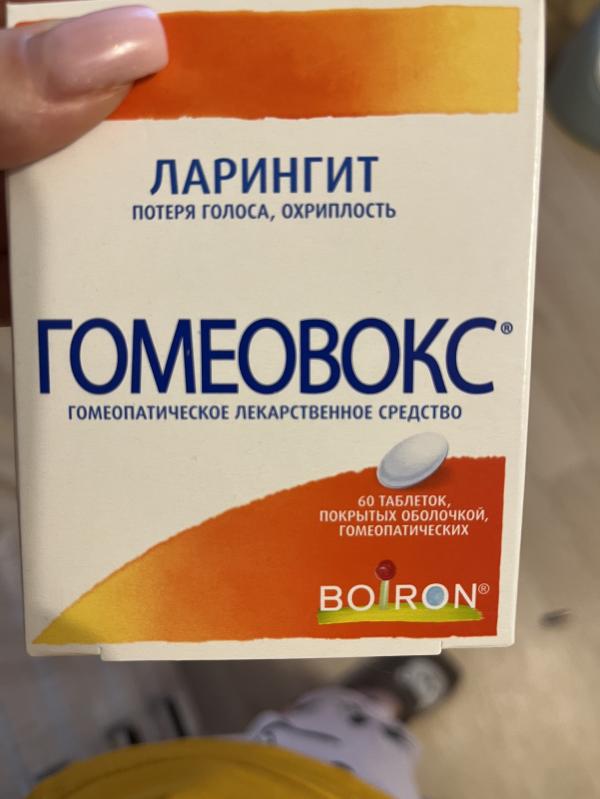 ЛАРИНГИТ
ПОТЕРЯ ГОЛОСА, ОХРИПЛОСТЬ
ГОМЕОВОКС®
ГОМЕОПАТИЧЕСКОЕ ЛЕКАРСТВЕННОЕ СРЕДСТВО
60 ТАБЛЕТОК,
ПОКРЫТЫХ ОБОЛОЧКОЙ,
ГОМЕОПАТИЧЕСКИХ
BOIRON®